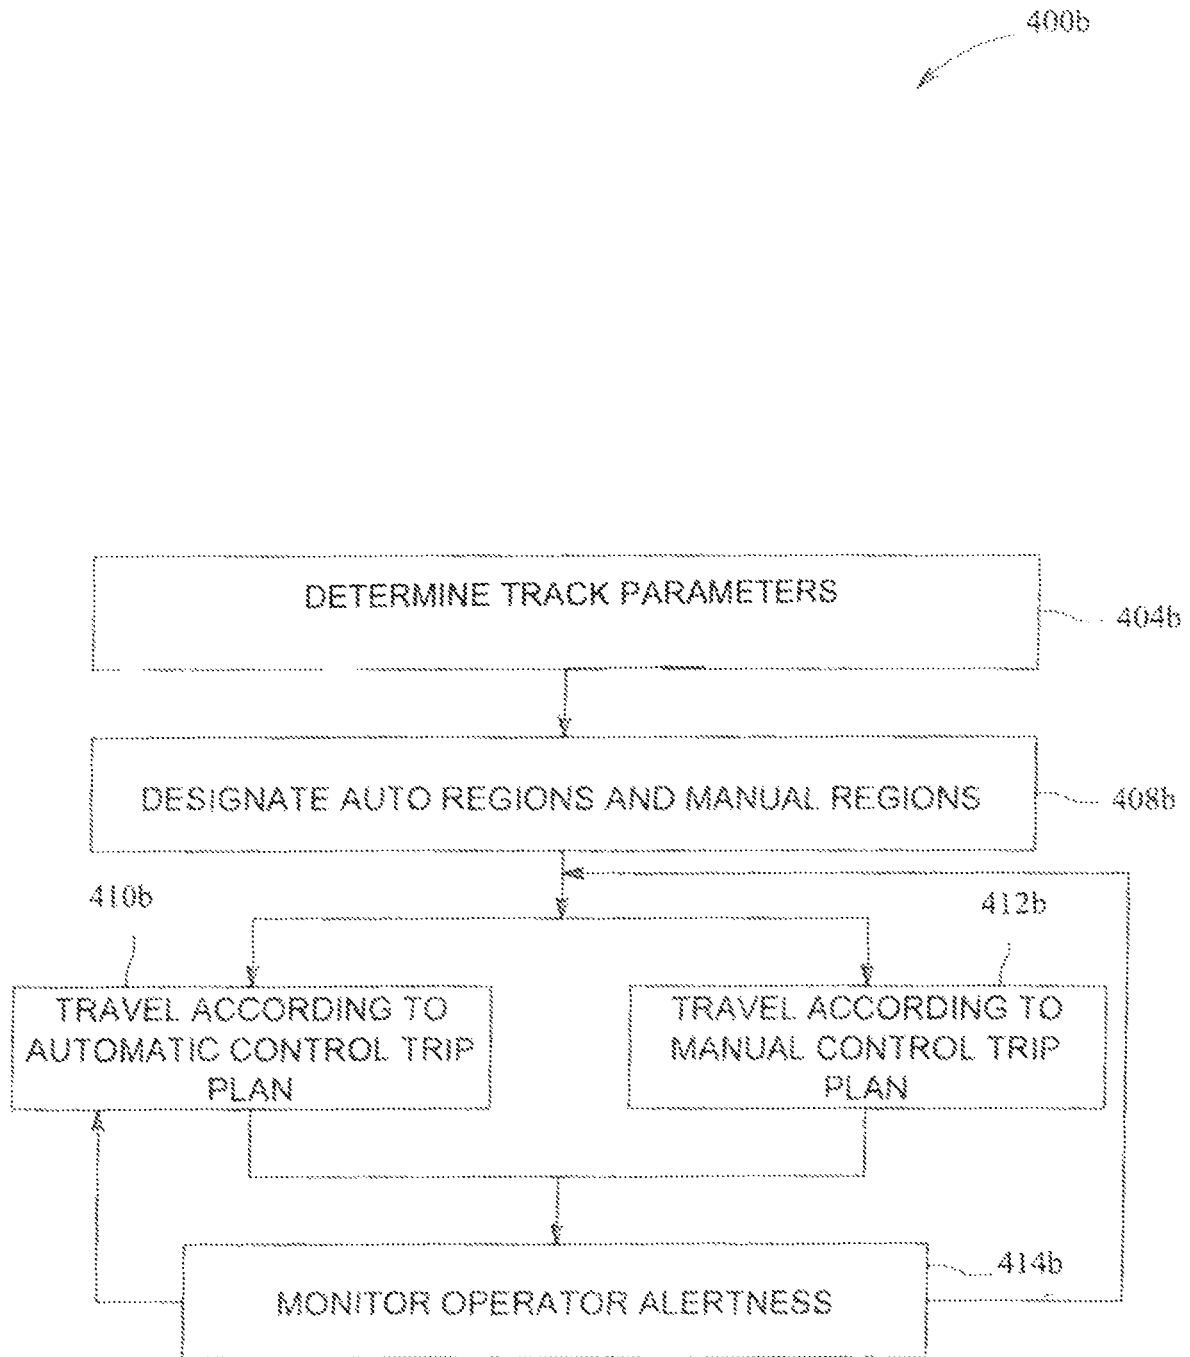 400b
DETERMINE TRACK PARAMETERS
404b
DESIGNATE AUTO REGIONS AND MANUAL REGIONS
408b
410b
412b
TRAVEL ACCORDING TO
AUTOMATIC CONTROL TRIP
PLAN
TRAVEL ACCORDING TO
MANUAL CONTROL TRIP
PLAN
414b
MONITOR OPERATOR ALERTNESS